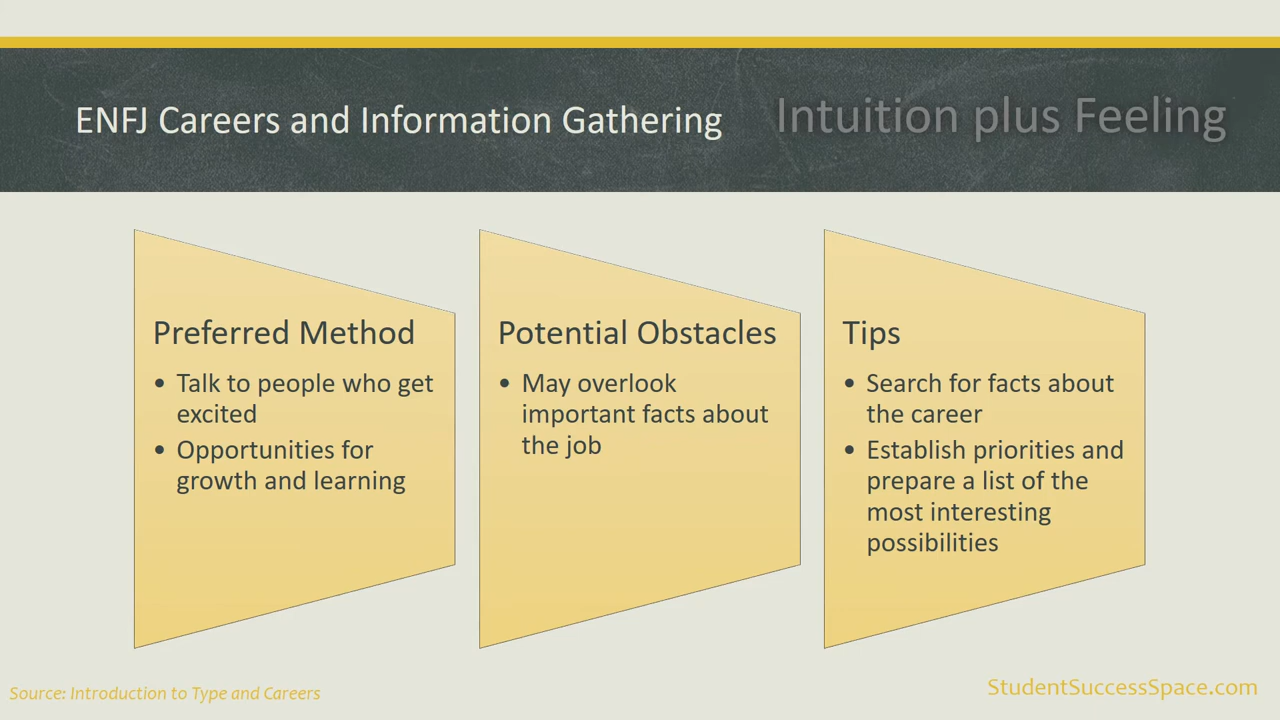 ENFJ Careers and Information Gathering
Intuition plus Feeling
Preferred Method
• Talk to people who get
excited
• Opportunities for
growth and learning
Potential Obstacles
• May overlook
important facts about
the job
Tips
• Search for facts about
the career
• Establish priorities and
prepare a list of the
most interesting
possibilities
Source: Introduction to Type and Careers
StudentSuccessSpace.com